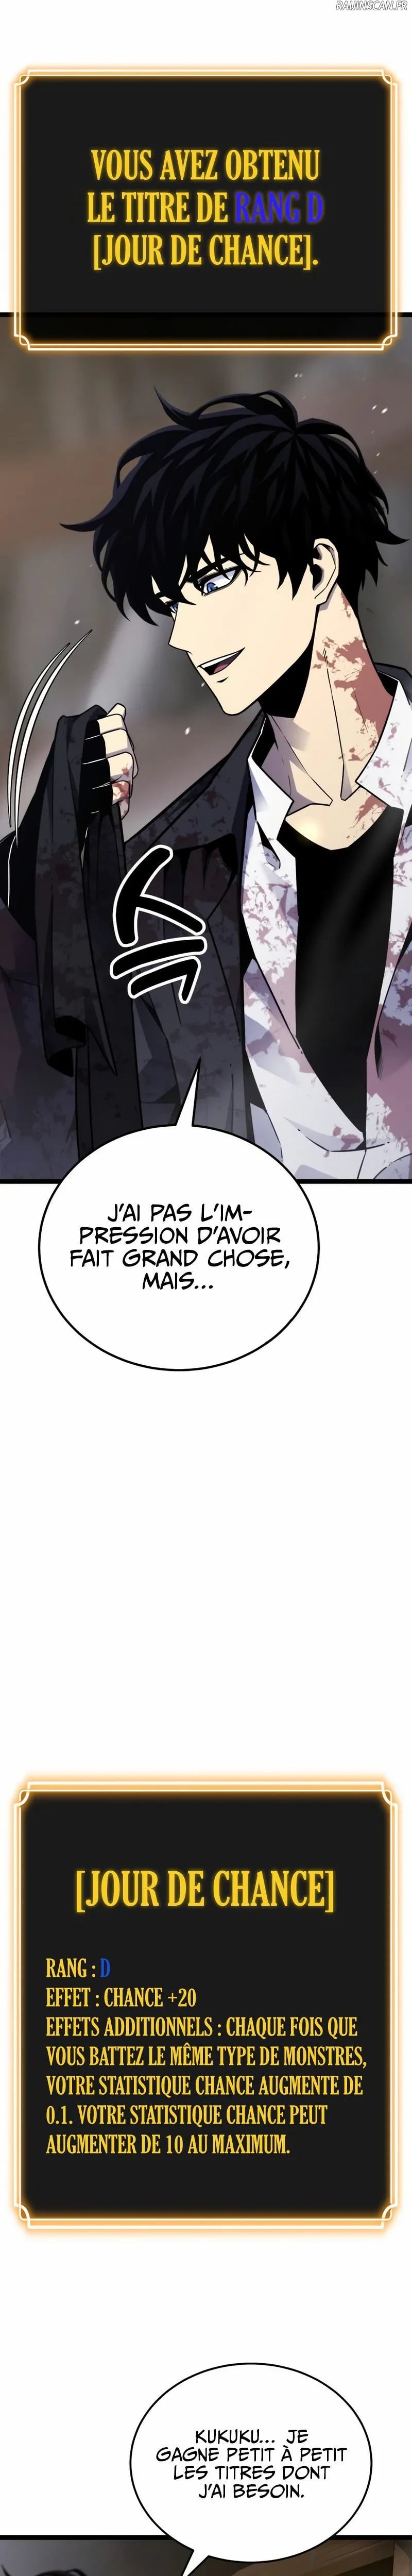 RAIJINSCAN.FR
VOUS AVEZ OBTENU
LE TITRE DE RANG D
[JOUR DE CHANCE].
J'AI PAS L'IM-
PRESSION D'AVOIR
FAIT GRAND CHOSE,
MAIS...
[JOUR DE CHANCE]
RANG : D
EFFET : CHANCE +20
EFFETS ADDITIONNELS : CHAQUE FOIS QUE
VOUS BATTEZ LE MÊME TYPE DE MONSTRES,
VOTRE STATISTIQUE CHANCE AUGMENTE DE
0.1. VOTRE STATISTIQUE CHANCE PEUT
AUGMENTER DE 10 AU MAXIMUM.
KUKUKU... JE
GAGNE PETIT À PETIT
LES TITRES DONT
J'AI BESOIN.